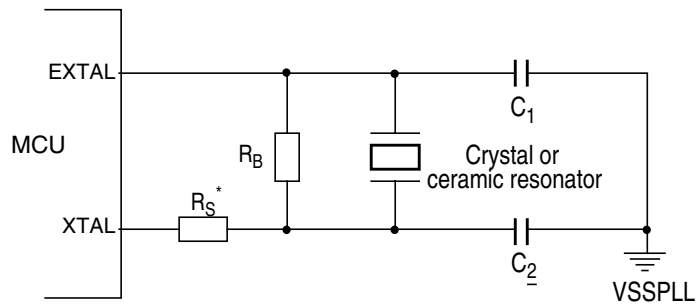 EXTAL
C1
MCU
RB
Crystal or
ceramic resonator
RS*
XTAL
C2
VSSPLL